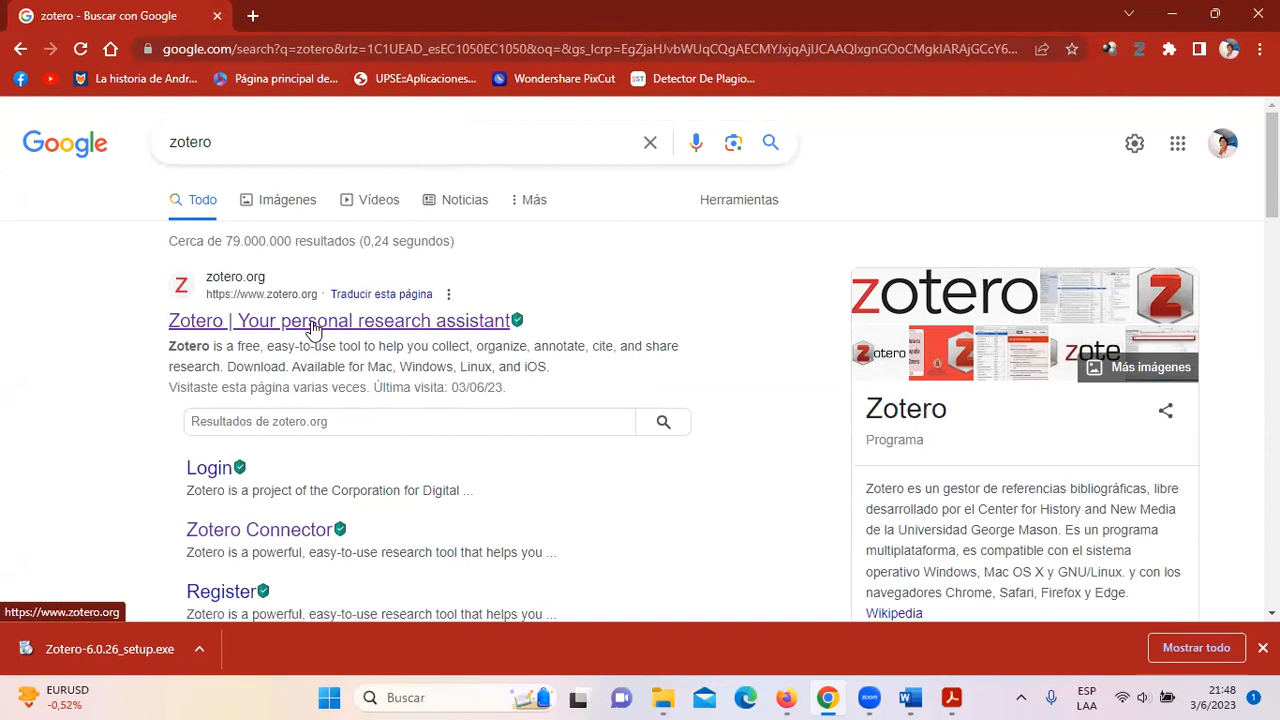 zotero - Buscar con Google
google.com/search?q=zotero&rlz=1C1UEAD_esEC1050EC1050&oq=&gs_lcrp=EgZjaHJvbWUqCQgAECMYJxjqAjIJCAAQIxgnGOoCMgkIARAjGCcY6...
La historia de Andr...
Página principal de...
UPSE::Aplicaciones...
Wondershare PixCut
SST
Detector De Plagio...
Google
zotero
Todo
Imágenes
Vídeos
Noticias
Más
Herramientas
Cerca de 79.000.000 resultados (0,24 segundos)
zotero.org
https://www.zotero.org · Traducir esta página
Zotero | Your personal research assistant
Zotero is a free, easy-to-use tool to help you collect, organize, annotate, cite, and share
research. Download. Available for Mac, Windows, Linux, and iOS.
Visitaste esta página varias veces. Última visita: 03/06/23.
Resultados de zotero.org
Login
Zotero is a project of the Corporation for Digital ...
Zotero Connector
Zotero is a powerful, easy-to-use research tool that helps you ...
Register
Zotero is a powerful, easy-to-use research tool that helps you ...
zotero
zotero
zote
Más imágenes
Zotero
Programa
Zotero es un gestor de referencias bibliográficas, libre
desarrollado por el Center for History and New Media
de la Universidad George Mason. Es un programa
multiplataforma, es compatible con el sistema
operativo Windows, Mac OS X y GNU/Linux. y con los
navegadores Chrome, Safari, Firefox y Edge.
Wikipedia
https://www.zotero.org
Zotero-6.0.26_setup.exe
Mostrar todo
EURUSD
-0,52%
Buscar
ESP
LAA
21:48
3/6/2023
1